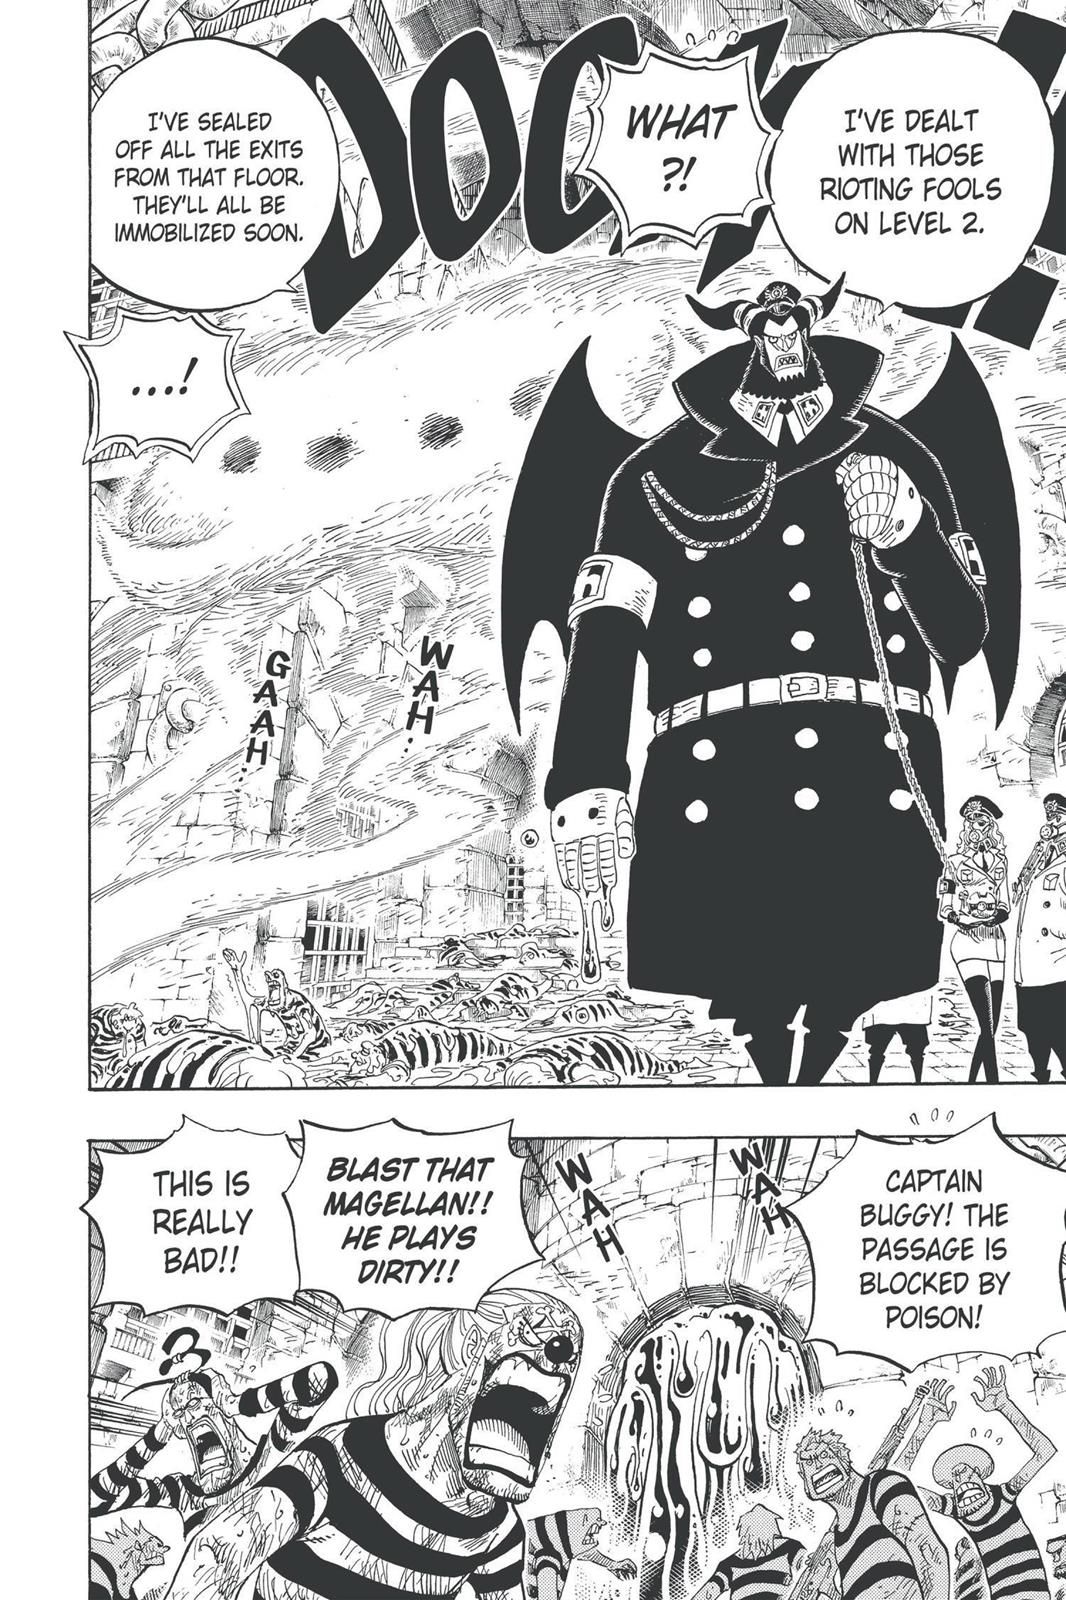 I'VE DEALT
WITH THOSE
RIOTING FOOLS
ON LEVEL 2.
WHAT
?!
I'VE SEALED
OFF ALL THE EXITS
FROM THAT FLOOR.
THEY'LL ALL BE
IMMOBILIZED SOON.
...!
WAH...
GAAH...
CAPTAIN
BUGGY! THE
PASSAGE IS
BLOCKED BY
POISON!
WAH
WAH
BLAST THAT
MAGELLAN!!
HE PLAYS
DIRTY!!
THIS IS
REALLY
BAD!!
3